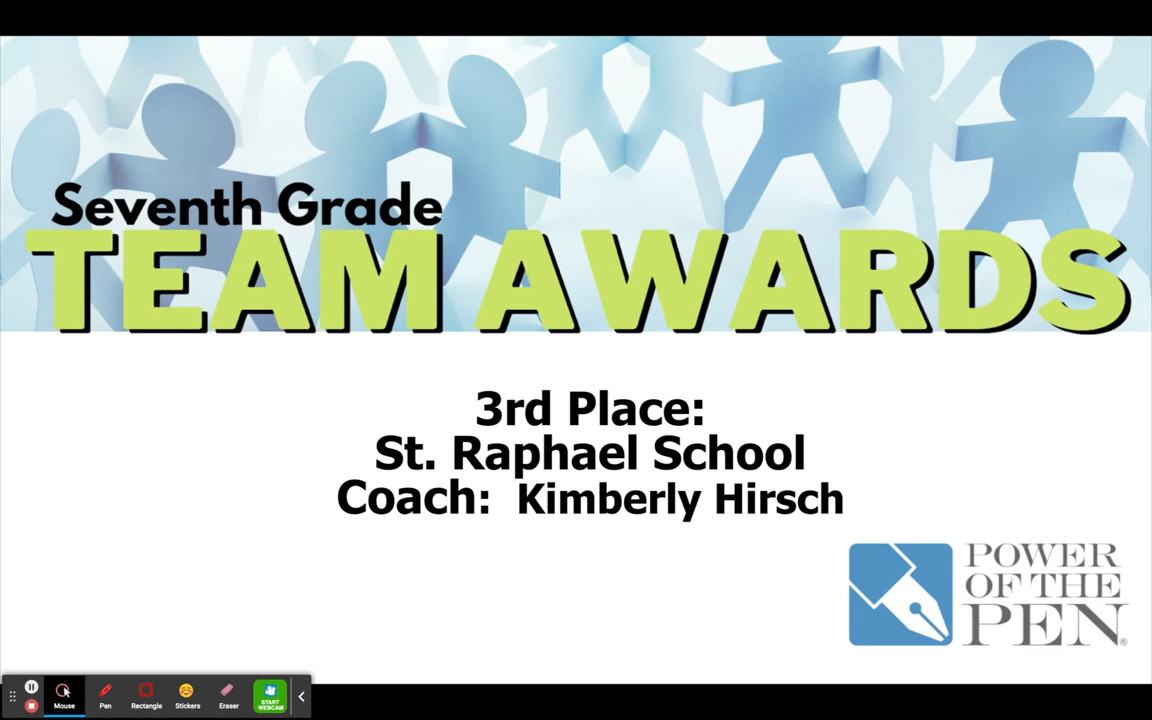 Seventh Grade
TEAM AWARDS
3rd Place:
St. Raphael School
Coach: Kimberly Hirsch
POWER
OF THE
PEN®
Mouse
Pen
Rectangle
Stickers
Eraser
START
WEBCAM